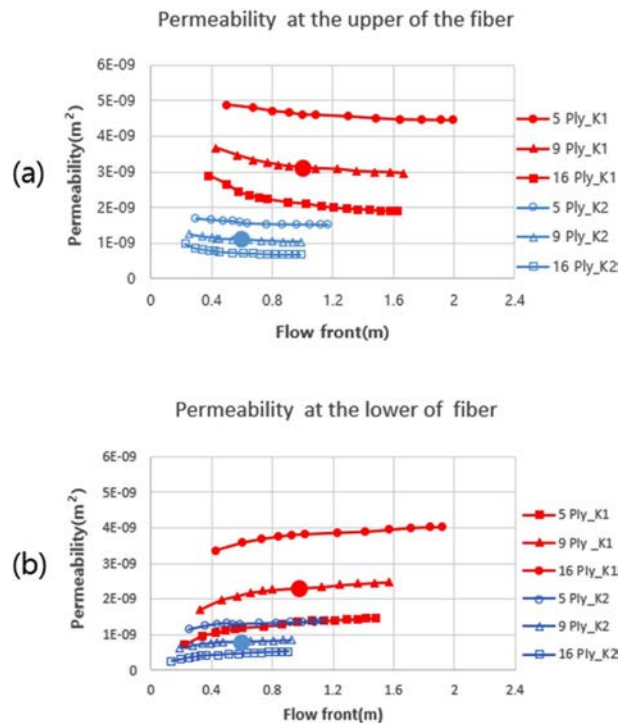 Permeability at the upper of the fiber
(a)
Permeability(m²)
6E-09
5E-09
4E-09
3E-09
2E-09
1E-09
0
0 0.4 0.8 1.2 1.6 2 2.4
Flow front(m)
5 Ply_K1
9 Ply_K1
16 Ply_K1
5 Ply_K2
9 Ply_K2
16 Ply_K2
Permeability at the lower of fiber
(b)
Permeability(m²)
6E-09
5E-09
4E-09
3E-09
2E-09
1E-09
0
0 0.4 0.8 1.2 1.6 2 2.4
Flow front(m)
5 Ply_K1
9 Ply _K1
16 Ply_K1
5 Ply_K2
9 Ply_K2
16 Ply_K2